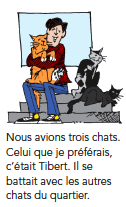 Nous avions trois chats.
Celui que je préférais,
c'était Tibert. Il se
battait avec les autres
chats du quartier.